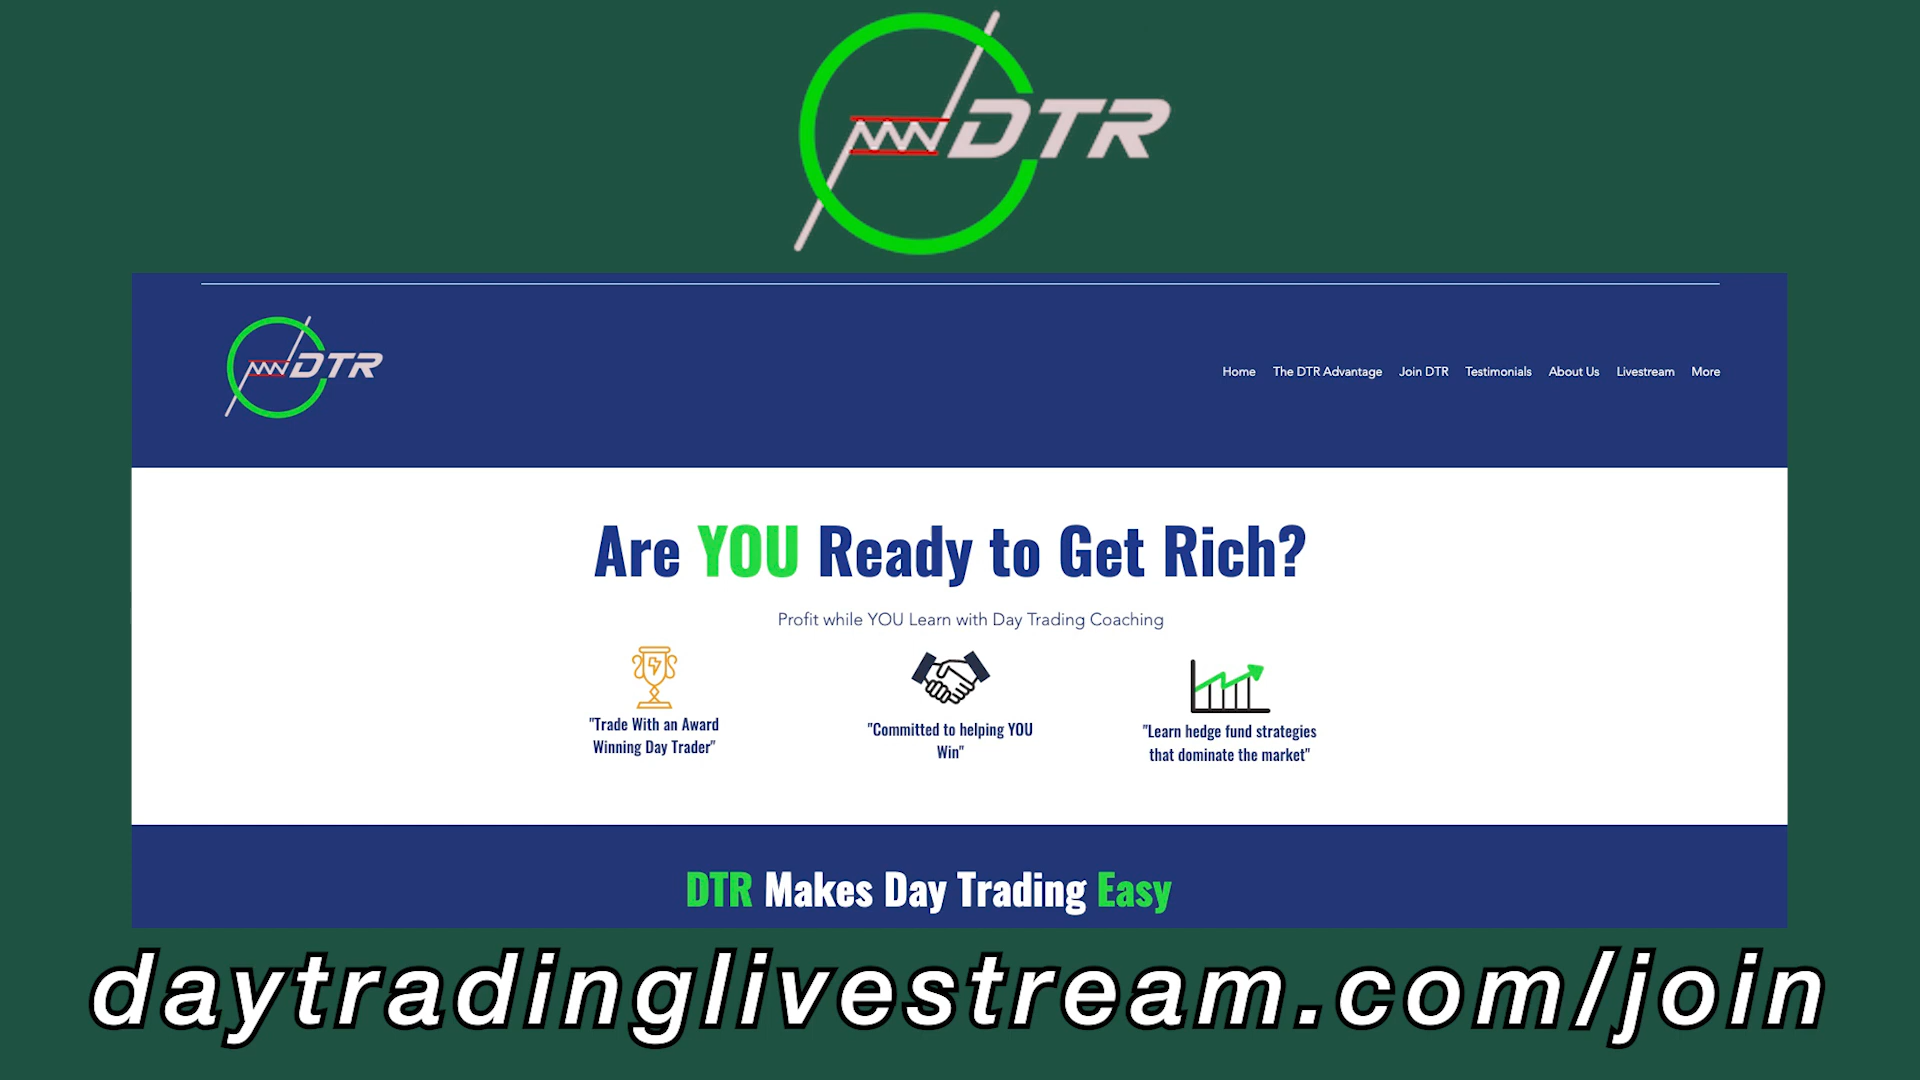 DTR
DTR
Home The DTR Advantage Join DTR Testimonials About Us Livestream More
Are YOU Ready to Get Rich?
Profit while YOU Learn with Day Trading Coaching
"Trade With an Award
Winning Day Trader"
"Committed to helping YOU
Win"
"Learn hedge fund strategies
that dominate the market"
DTR Makes Day Trading Easy
daytradinglivestream.com/join